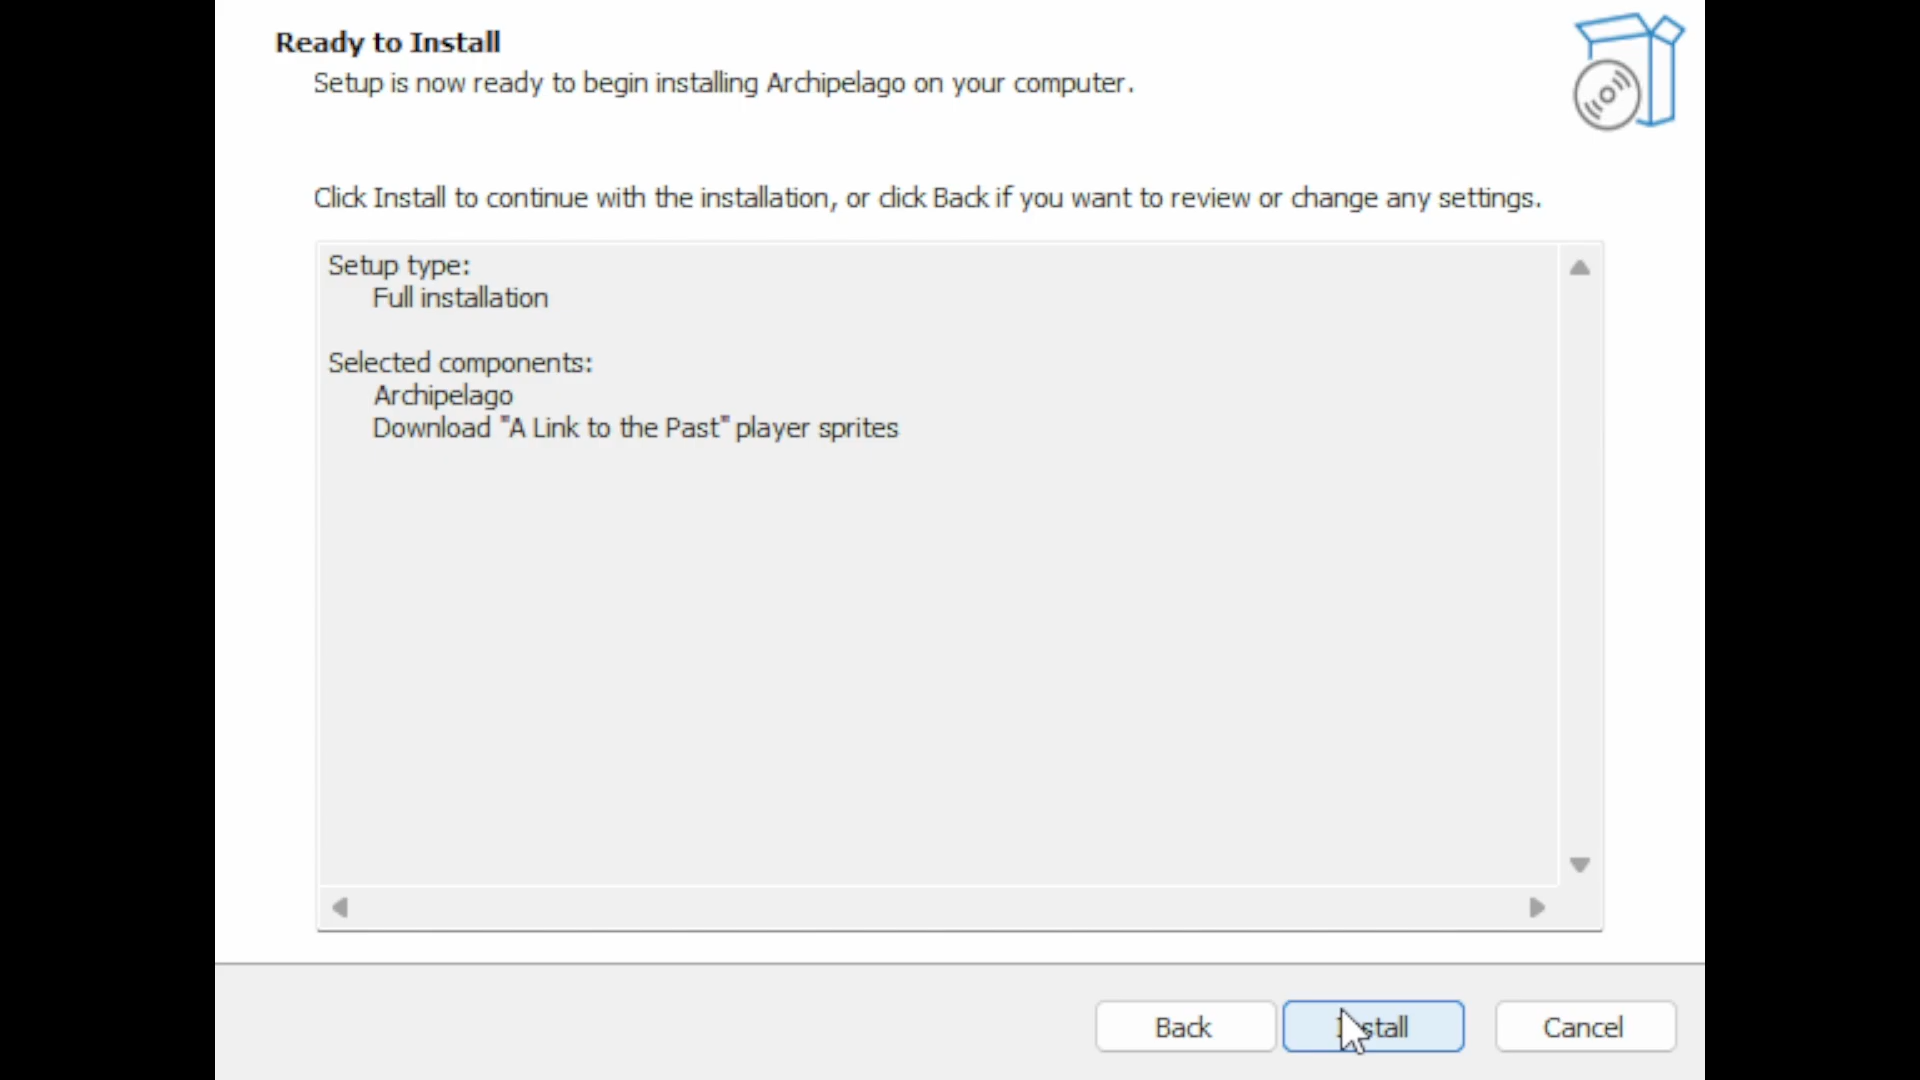 Ready to Install
Setup is now ready to begin installing Archipelago on your computer.
Click Install to continue with the installation, or click Back if you want to review or change any settings.
Setup type:
Full installation
Selected components:
Archipelago
Download "A Link to the Past" player sprites
Back
Install
Cancel